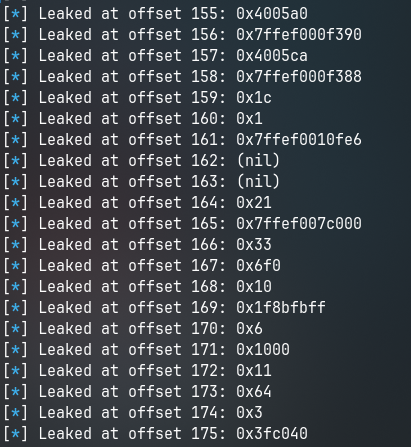 [*] Leaked at offset 155: 0x4005a0
[*] Leaked at offset 156: 0x7ffef000f390
[*] Leaked at offset 157: 0x4005ca
[*] Leaked at offset 158: 0x7ffef000f388
[*] Leaked at offset 159: 0x1c
[*] Leaked at offset 160: 0x1
[*] Leaked at offset 161: 0x7ffef0010fe6
[*] Leaked at offset 162: (nil)
[*] Leaked at offset 163: (nil)
[*] Leaked at offset 164: 0x21
[*] Leaked at offset 165: 0x7ffef007c000
[*] Leaked at offset 166: 0x33
[*] Leaked at offset 167: 0x6f0
[*] Leaked at offset 168: 0x10
[*] Leaked at offset 169: 0x1f8bfbff
[*] Leaked at offset 170: 0x6
[*] Leaked at offset 171: 0x1000
[*] Leaked at offset 172: 0x11
[*] Leaked at offset 173: 0x64
[*] Leaked at offset 174: 0x3
[*] Leaked at offset 175: 0x3fc040